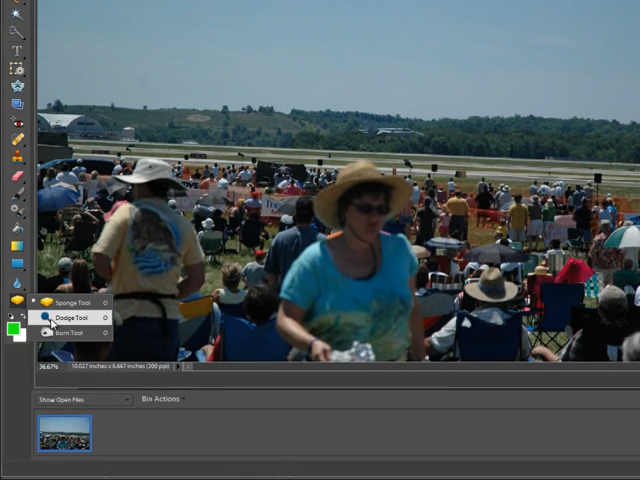 T
Sponge Tool O
Dodge Tool O
Burn Tool O
36.67% 10.027 inches x 6.667 inches (300 ppi)
Show Open Files Bin Actions